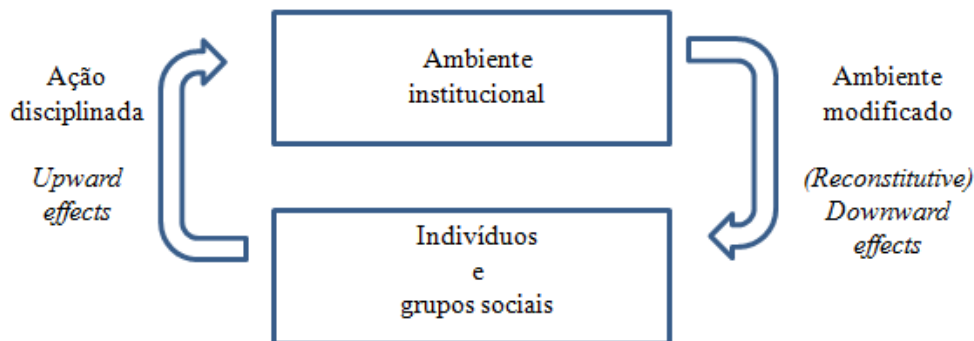 Ação
disciplinada
Upward
effects
Ambiente
institucional
Ambiente
modificado
(Reconstitutive)
Downward
effects
Indivíduos
e
grupos sociais